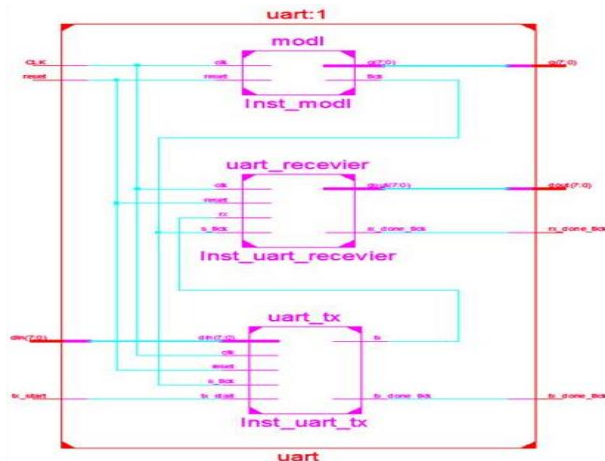 uart:1
modl
CLK clk q(7:0) q(7:0)
reset reset tick
Inst_modl
uart_recevier
clk dout(7:0) dout(7:0)
reset
rx
s_tick rx_done_tick rx_done_tick
Inst_uart_recevier
uart_tx
din(7:0) din(7:0) tx
clk
reset
s_tick
tx_start tx_start tx_done_tick tx_done_tick
Inst_uart_tx
uart